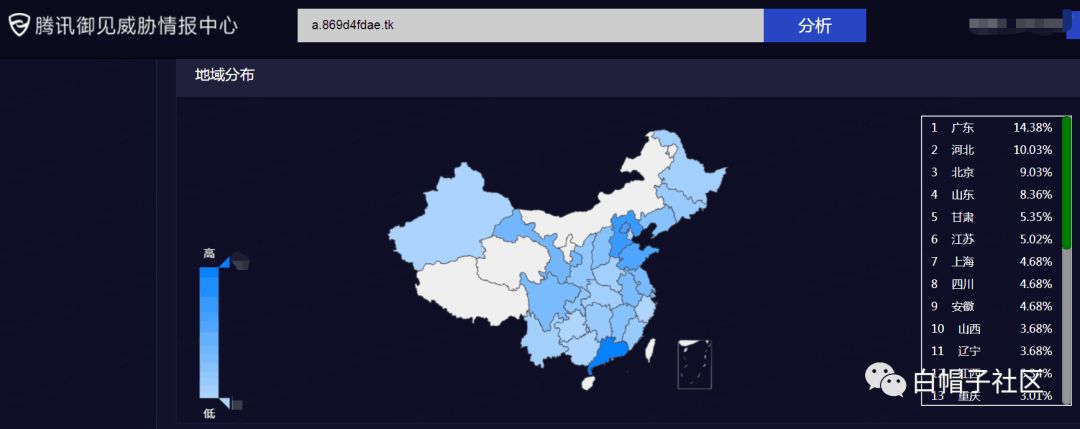 腾讯御见威胁情报中心
a.869d4fdae.tk
分析
地域分布
高
低
1 广东 14.38%
2 河北 10.03%
3 北京 9.03%
4 山东 8.36%
5 甘肃 5.35%
6 江苏 5.02%
7 上海 4.68%
8 四川 4.68%
9 安徽 4.68%
10 山西 3.68%
11 辽宁 3.68%
13 重庆 3.01%
白帽子社区